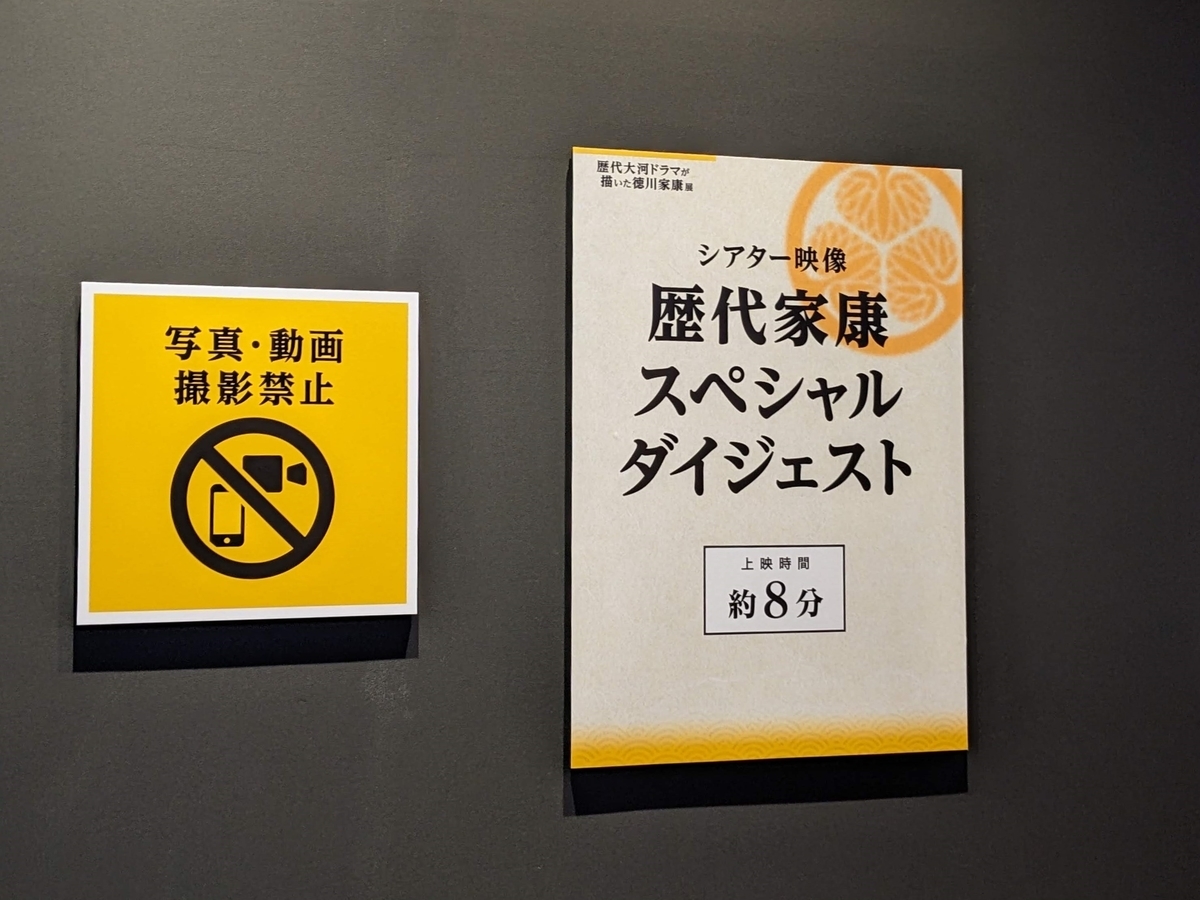 写真・動画
撮影禁止
歴代大河ドラマが
描いた徳川家康展
シアター映像
歴代家康
スペシャル
ダイジェスト
上映時間
約8分